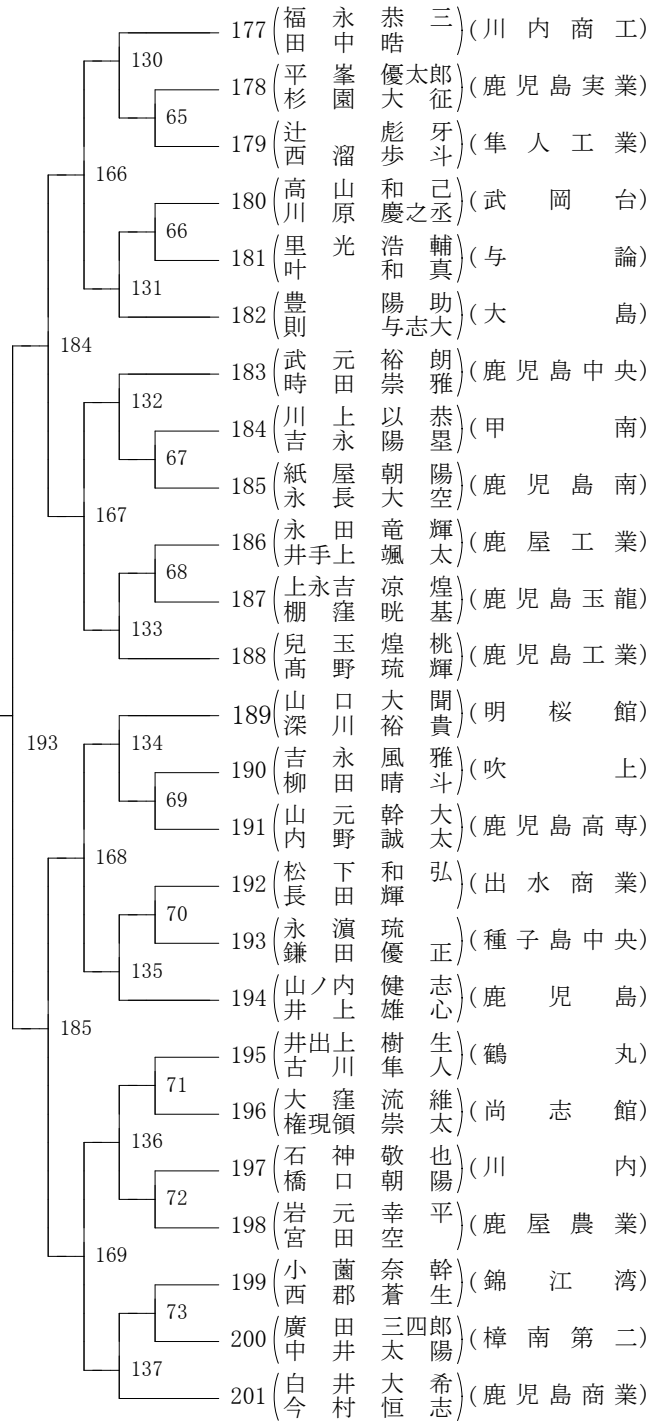 177 (福永恭三 田中晧) (川内商工)
130
178 (平峯優太郎 杉園大征) (鹿児島実業)
65
179 (辻彪牙 西溜歩斗) (隼人工業)
166
180 (高山和己 川原慶之丞) (武岡台)
66
181 (里光浩輔 叶和真) (与論)
131
182 (豊陽助 則与志大) (大島)
184
183 (武元裕朗 時田崇雅) (鹿児島中央)
132
184 (川上以恭 吉永陽塁) (甲南)
67
185 (紙屋朝陽 永長大空) (鹿児島南)
167
186 (永田竜輝 井手上颯太) (鹿屋工業)
68
187 (上永吉凉煌 棚窪晄基) (鹿児島玉龍)
133
188 (兒玉煌桃 髙野琉輝) (鹿児島工業)
189 (山口大聞 深川裕貴) (明桜館)
193
134
190 (吉永風雅 柳田晴斗) (吹上)
69
191 (山元幹大 内野誠太) (鹿児島高専)
168
192 (松下和弘 長田輝) (出水商業)
70
193 (永濵琉 鎌田優正) (種子島中央)
135
194 (山ノ内健志 井上雄心) (鹿児島)
185
195 (井出上樹生 古川隼人) (鶴丸)
71
196 (大窪流維 権現領崇太) (尚志館)
136
197 (石神敬也 橋口朝陽) (川内)
72
198 (岩元幸平 宮田空) (鹿屋農業)
169
199 (小薗奈幹 西郡蒼生) (錦江湾)
73
200 (廣田三四郎 中井太陽) (樟南第二)
137
201 (白井大希 今村恒志) (鹿児島商業)